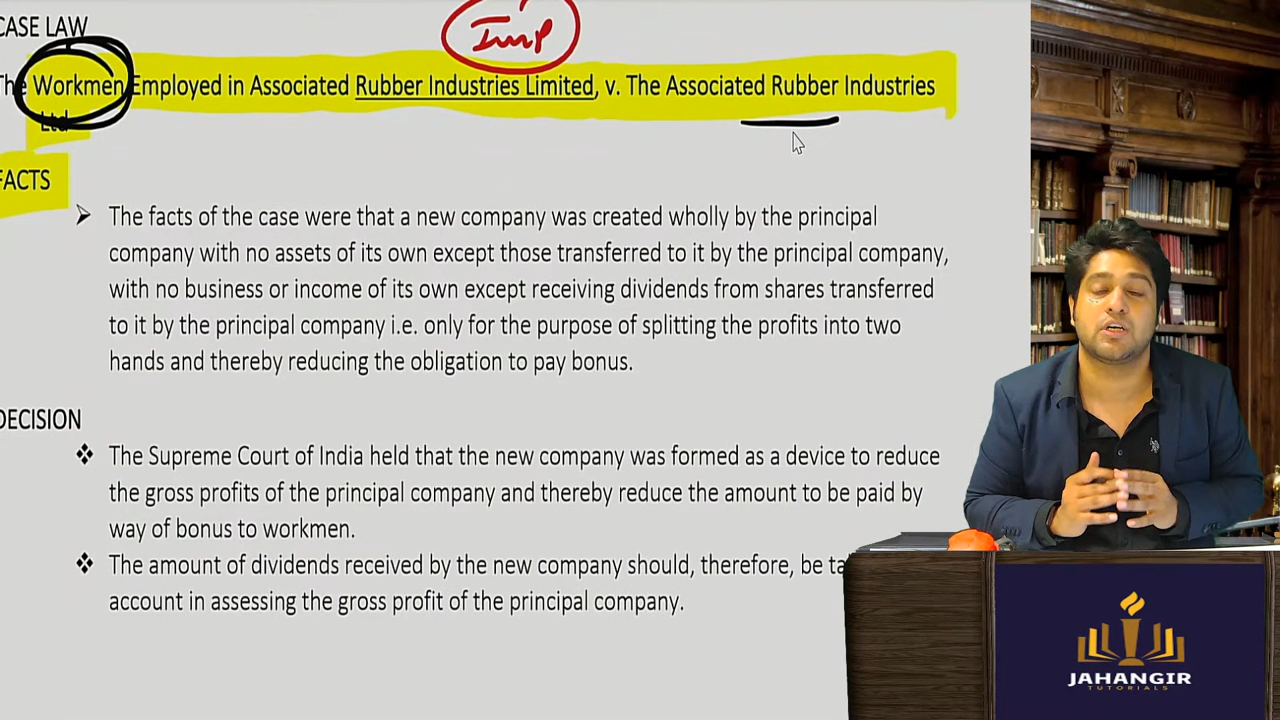 CASE LAW
Imp
The Workmen Employed in Associated Rubber Industries Limited, v. The Associated Rubber Industries
Ltd
FACTS
➤ The facts of the case were that a new company was created wholly by the principal
company with no assets of its own except those transferred to it by the principal company,
with no business or income of its own except receiving dividends from shares transferred
to it by the principal company i.e. only for the purpose of splitting the profits into two
hands and thereby reducing the obligation to pay bonus.
DECISION
❖ The Supreme Court of India held that the new company was formed as a device to reduce
the gross profits of the principal company and thereby reduce the amount to be paid by
way of bonus to workmen.
❖ The amount of dividends received by the new company should, therefore, be ta
account in assessing the gross profit of the principal company.
JAHANGIR
TUTORIALS